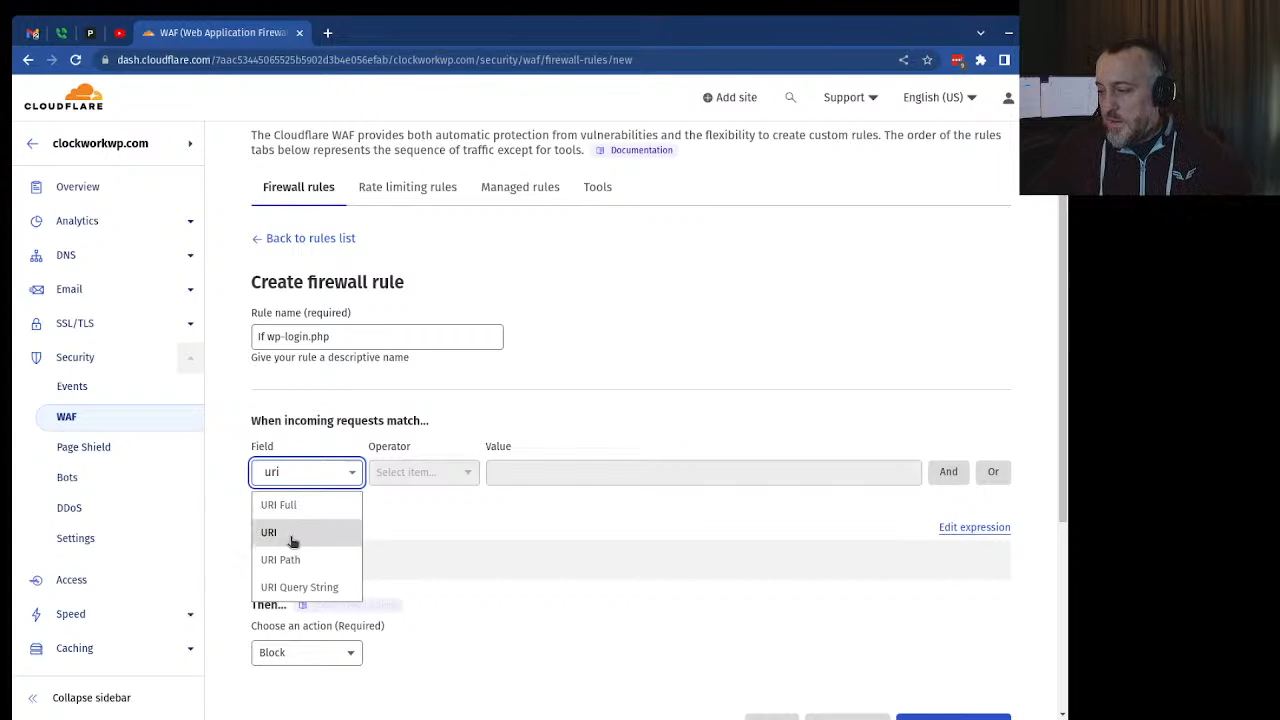 WAF (Web Application Firewa
dash.cloudflare.com/7aac53445065525b5902d3b4e056efab/clockworkwp.com/security/waf/firewall-rules/new
CLOUDFLARE
Add site
Support
English (US)
clockworkwp.com
Overview
Analytics
DNS
Email
SSL/TLS
Security
Events
WAF
Page Shield
Bots
DDoS
Settings
Access
Speed
Caching
Collapse sidebar
The Cloudflare WAF provides both automatic protection from vulnerabilities and the flexibility to create custom rules. The order of the rules
tabs below represents the sequence of traffic except for tools. Documentation
Firewall rules Rate limiting rules Managed rules Tools
Back to rules list
Create firewall rule
Rule name (required)
If wp-login.php
Give your rule a descriptive name
When incoming requests match...
Field Operator Value
uri Select item... And Or
URI Full
URI
Edit expression
URI Path
URI Query String
Then...
Choose an action (Required)
Block